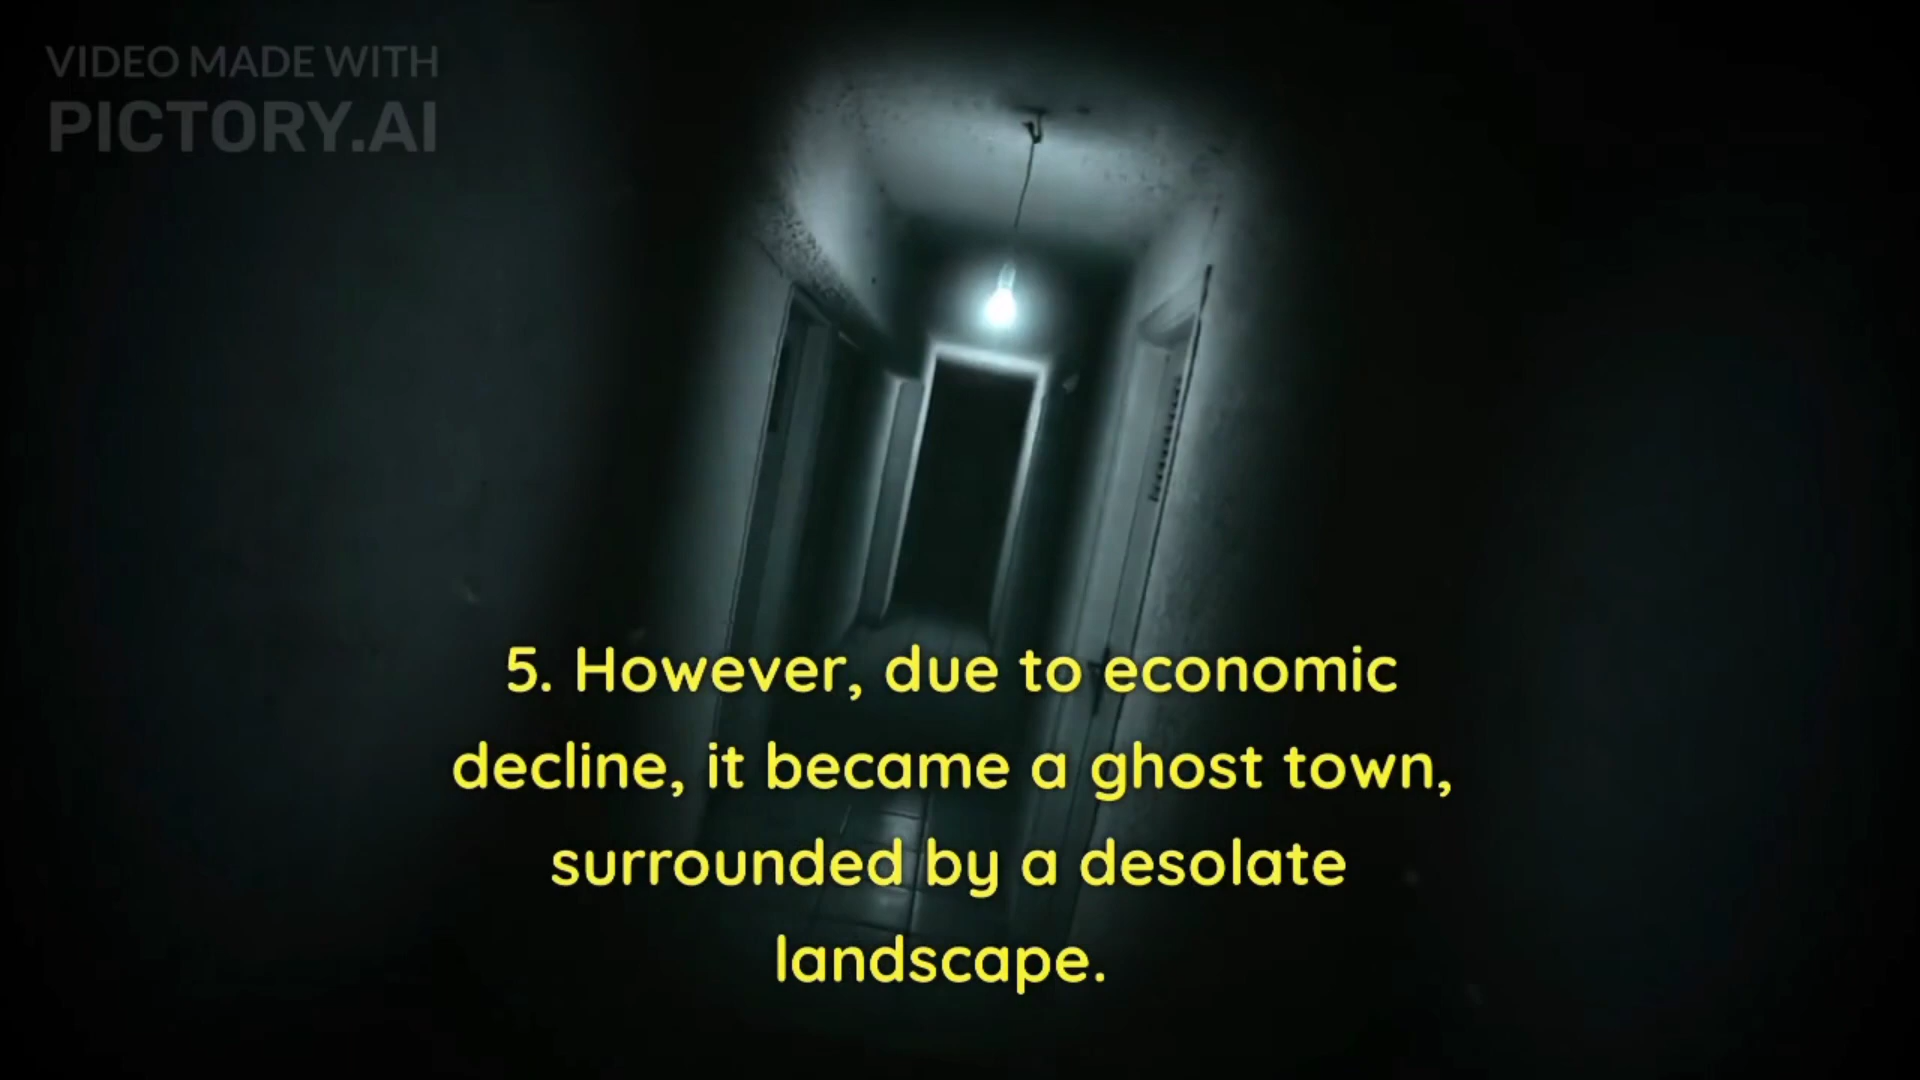 VIDEO MADE WITH
PICTORY.AI
5. However, due to economic
decline, it became a ghost town,
surrounded by a desolate
landscape.